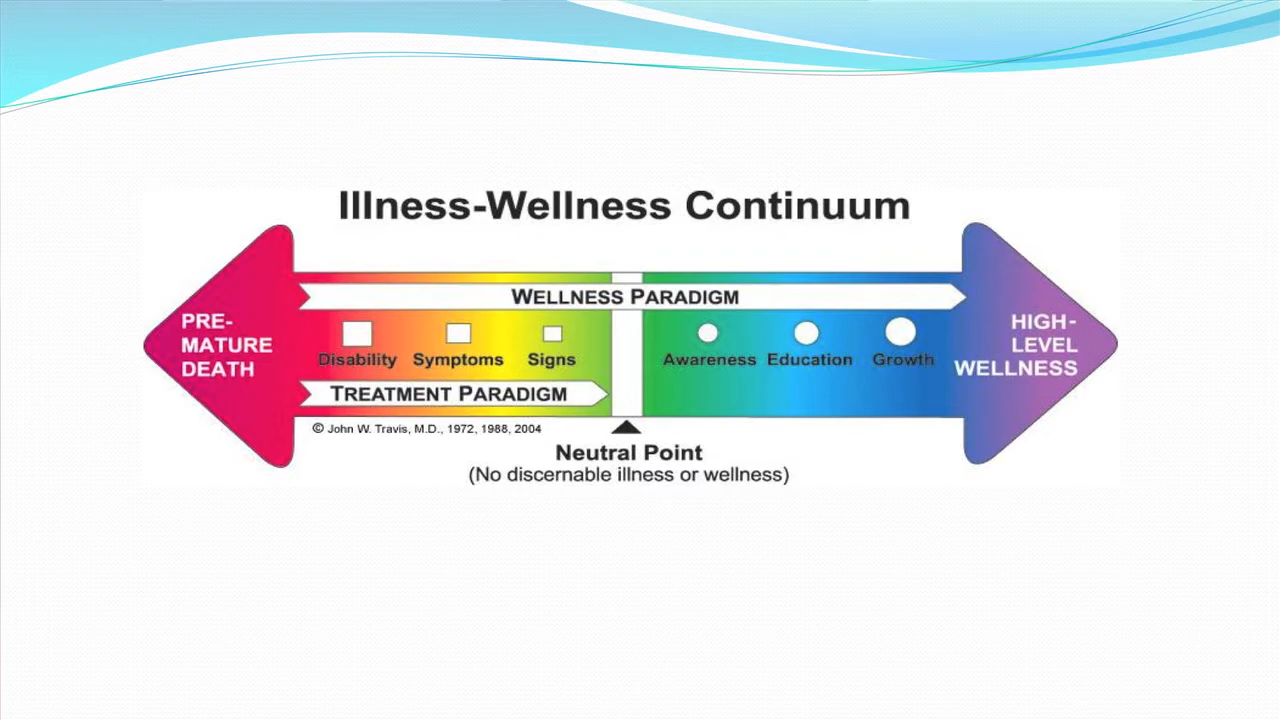 Illness-Wellness Continuum
WELLNESS PARADIGM
PRE-
MATURE
DEATH
Disability Symptoms Signs
Awareness Education Growth
HIGH-
LEVEL
WELLNESS
TREATMENT PARADIGM
© John W. Travis, M.D., 1972, 1988, 2004
Neutral Point
(No discernable illness or wellness)